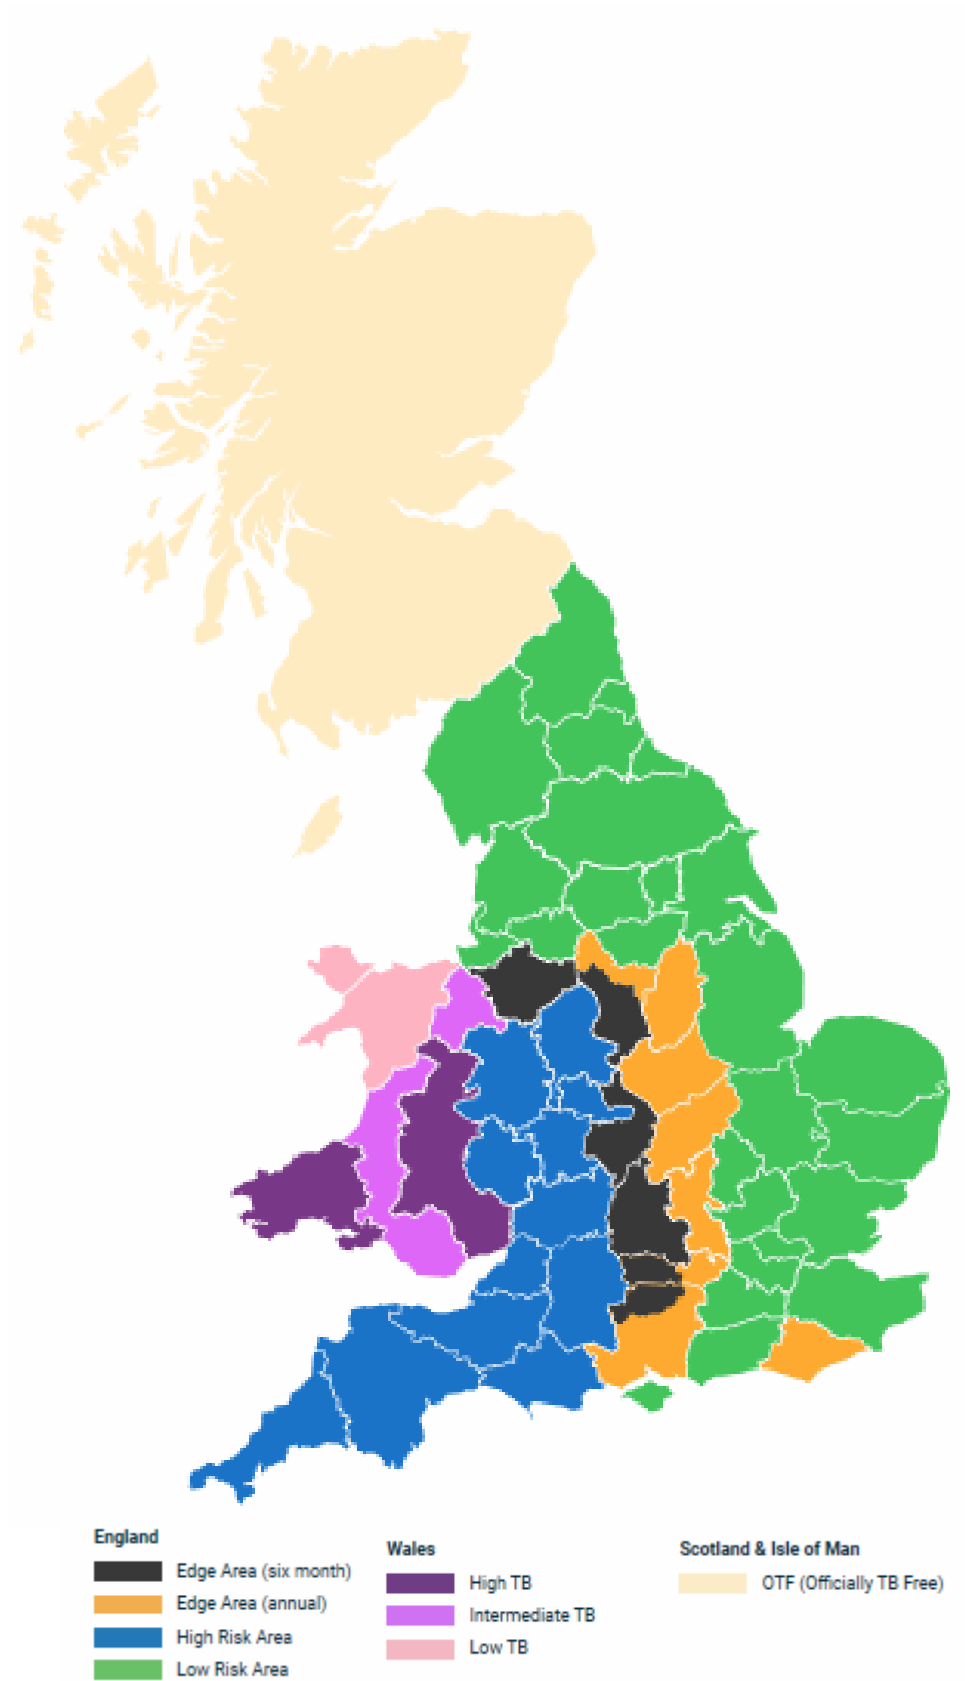 England
Edge Area (six month)
Edge Area (annual)
High Risk Area
Low Risk Area
Wales
High TB
Intermediate TB
Low TB
Scotland & Isle of Man
OTF (Officially TB Free)